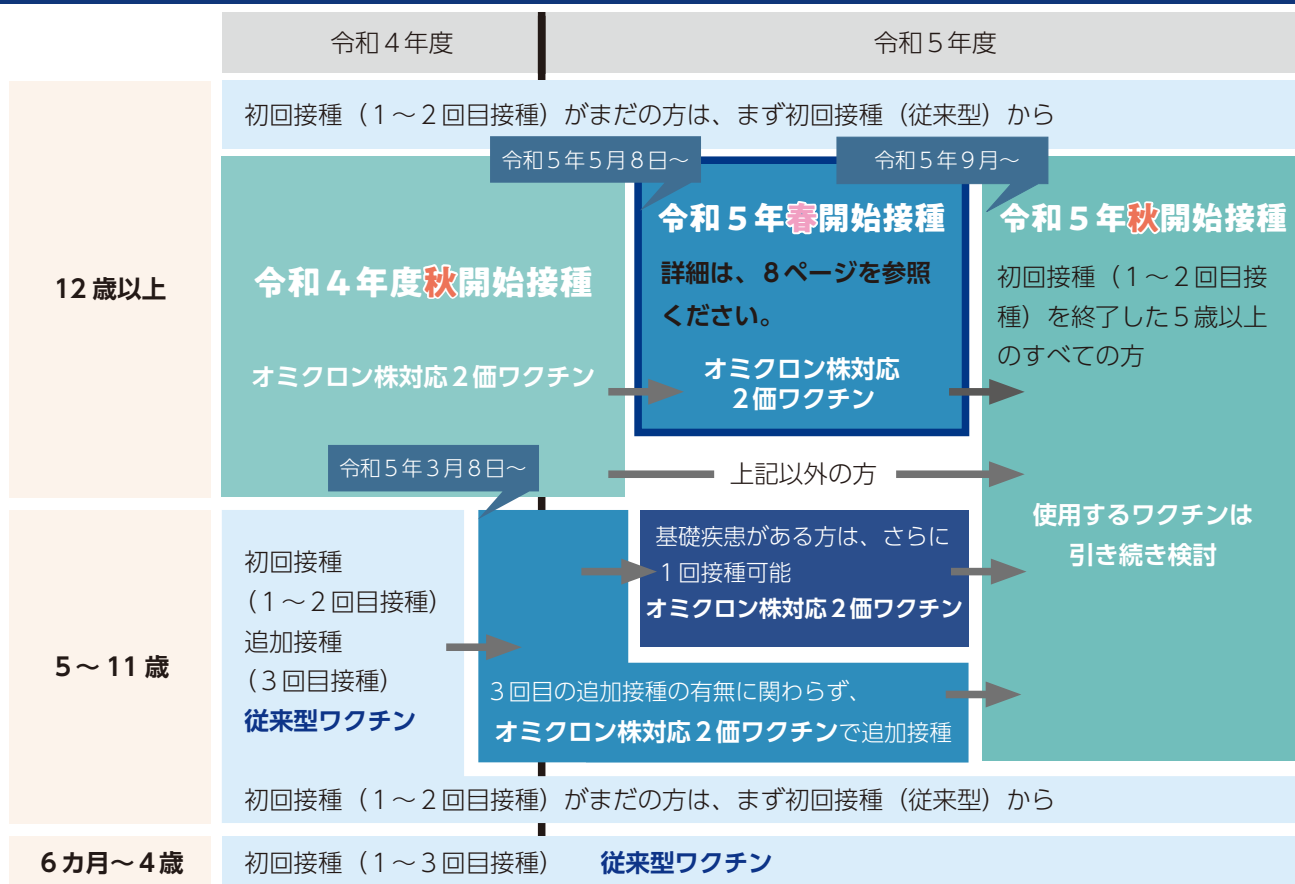 令和４年度
令和５年度
12歳以上
初回接種（１～２回目接種）がまだの方は、まず初回接種（従来型）から
令和５年５月８日～
令和５年９月～
令和４年度秋開始接種
オミクロン株対応２価ワクチン
令和５年春開始接種
詳細は、８ページを参照
ください。
オミクロン株対応
２価ワクチン
令和５年秋開始接種
初回接種（１～２回目接
種）を終了した５歳以上
のすべての方
上記以外の方
使用するワクチンは
引き続き検討
令和５年３月８日～
5～11歳
初回接種
（１～２回目接種）
追加接種
（３回目接種）
従来型ワクチン
基礎疾患がある方は、さらに
１回接種可能
オミクロン株対応２価ワクチン
３回目の追加接種の有無に関わらず、
オミクロン株対応２価ワクチンで追加接種
初回接種（１～２回目接種）がまだの方は、まず初回接種（従来型）から
6カ月～4歳
初回接種（１～３回目接種）　従来型ワクチン